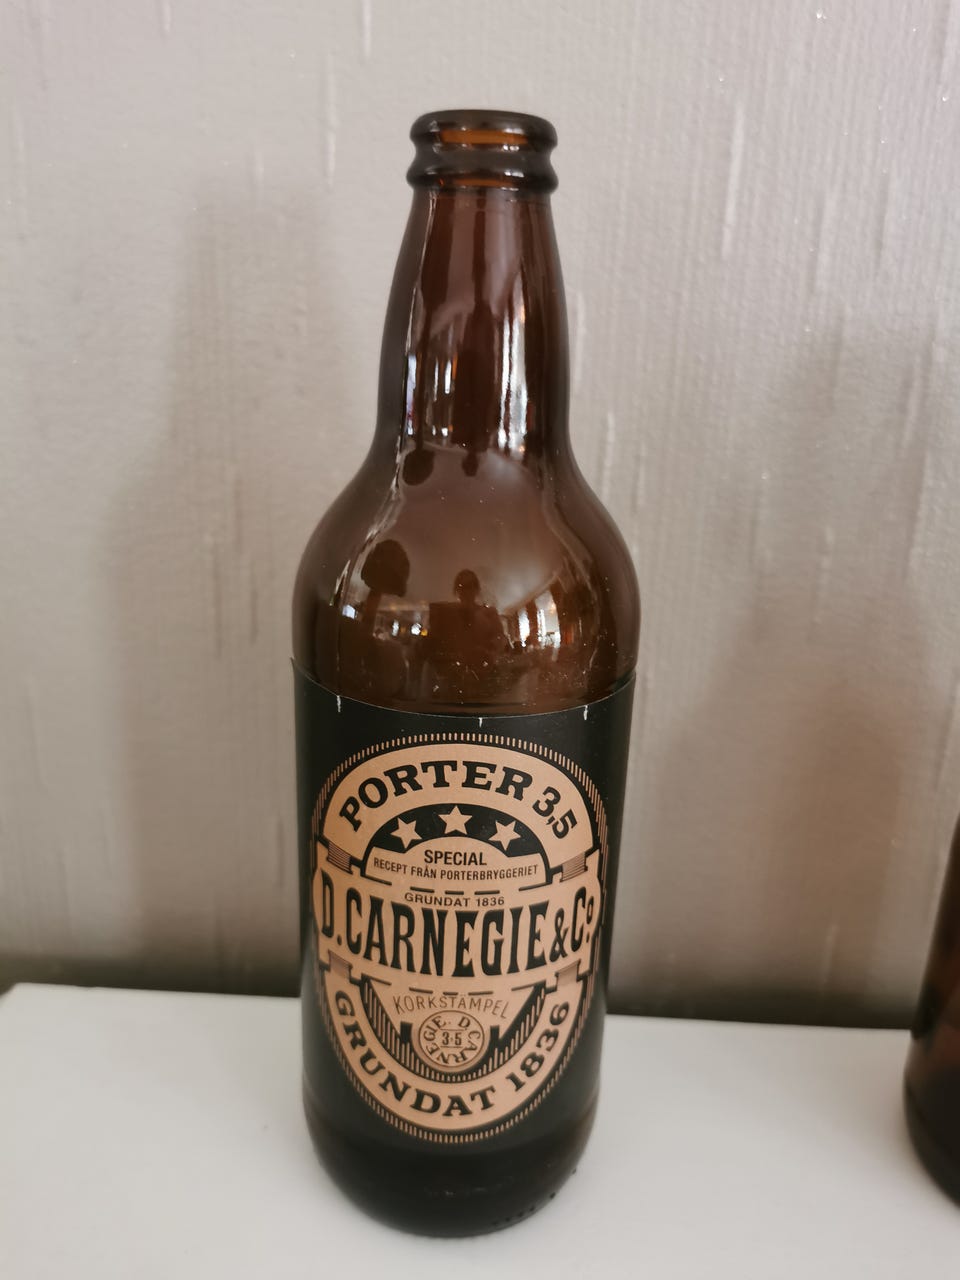 PORTER 3,5
SPECIAL
RECEPT FRÅN PORTERBRYGGERIET
GRUNDAT 1836
D. CARNEGIE & Cº
KORKSTAMPEL
D. CARNEGIE
3·5
GRUNDAT 1836